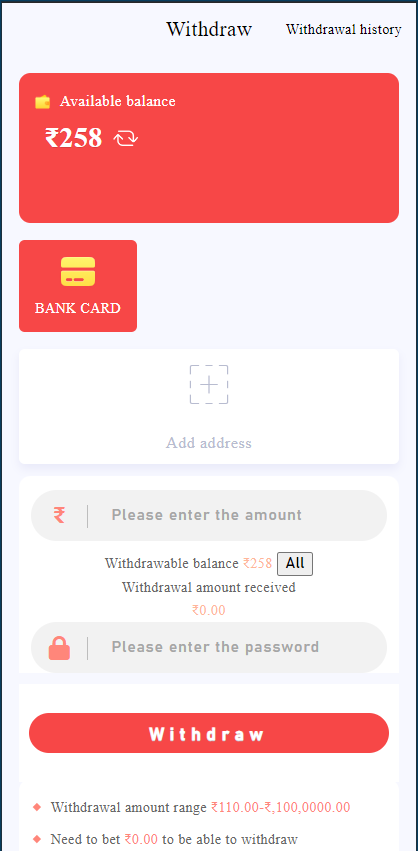 Withdraw
Withdrawal history
Available balance
₹258
BANK CARD
Add address
₹
Please enter the amount
Withdrawable balance ₹258 All
Withdrawal amount received
₹0.00
Please enter the password
Withdraw
Withdrawal amount range ₹110.00-₹,100,0000.00
Need to bet ₹0.00 to be able to withdraw